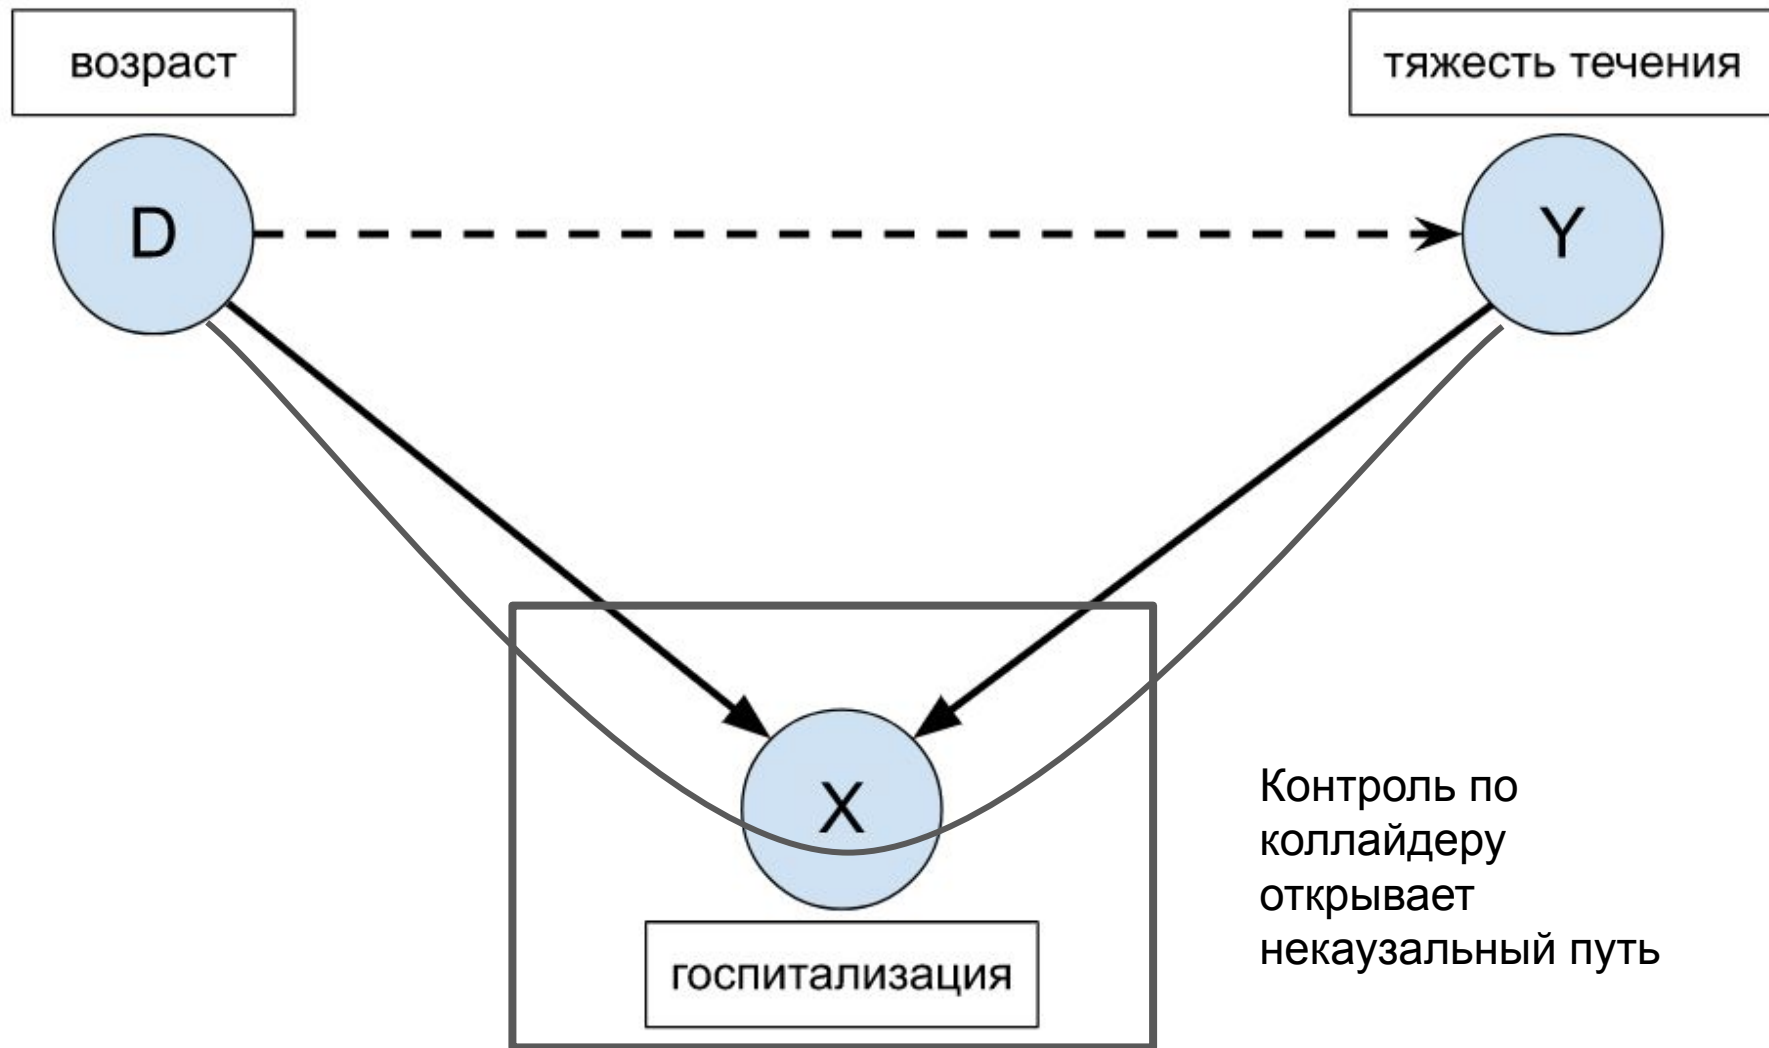 возраст
тяжесть течения
D
Y
X
госпитализация
Контроль по
коллайдеру
открывает
некаузальный путь